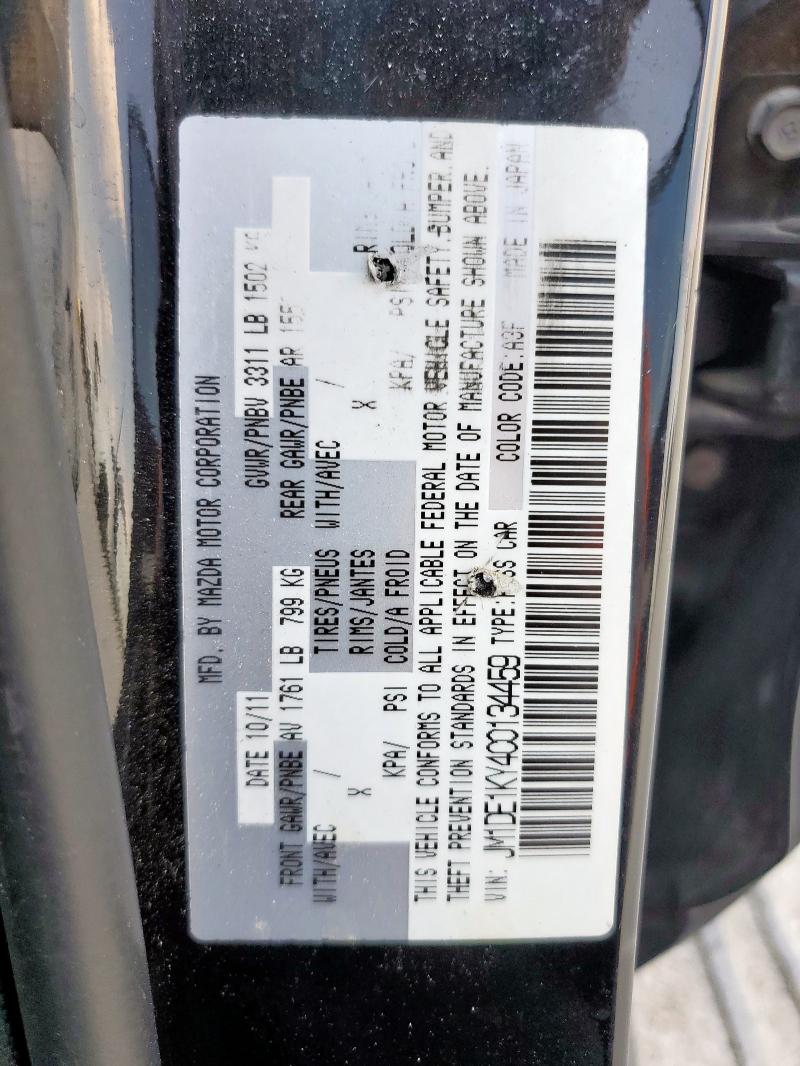 MFD. BY MAZDA MOTOR CORPORATION
DATE 10/11 GVWR/PNBV 3311 LB 1502
FRONT GAWR/PNBE AV 1761 LB 799 KG REAR GAWR/PNBE AR
WITH/AVEC / TIRES/PNEUS WITH/AVEC /
X RIMS/JANTES X
KPA/ PSI COLD/A FROID KPA/ PSI
THIS VEHICLE CONFORMS TO ALL APPLICABLE FEDERAL MOTOR VEHICLE SAFETY, BUMPER, AND
THEFT PREVENTION STANDARDS IN EFFECT ON THE DATE OF MANUFACTURE SHOWN ABOVE.
VIN: JM1DE1KY4C0134459 TYPE: PASS CAR COLOR CODE: A3F MADE IN JAPAN